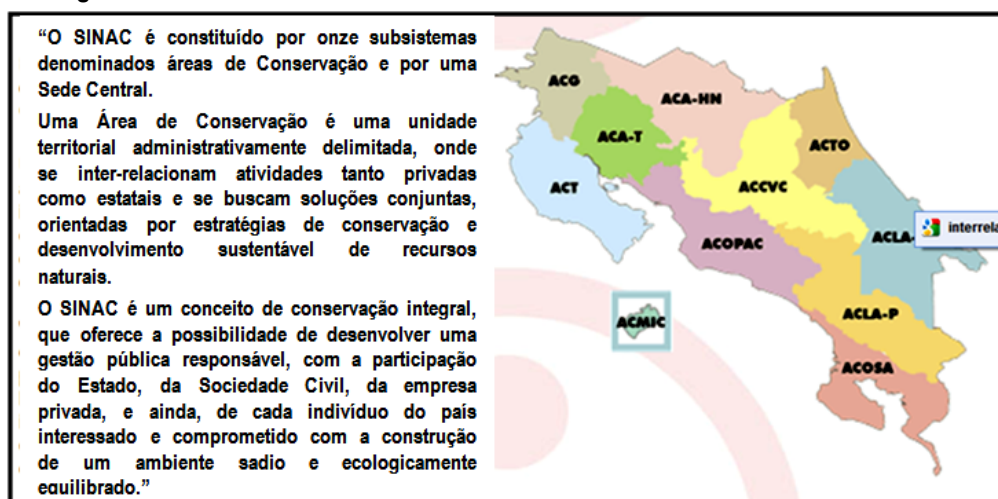 “O SINAC é constituído por onze subsistemas
denominados áreas de Conservação e por uma
Sede Central.
Uma Área de Conservação é uma unidade
territorial administrativamente delimitada, onde
se inter-relacionam atividades tanto privadas
como estatais e se buscam soluções conjuntas,
orientadas por estratégias de conservação e
desenvolvimento sustentável de recursos
naturais.
O SINAC é um conceito de conservação integral,
que oferece a possibilidade de desenvolver uma
gestão pública responsável, com a participação
do Estado, da Sociedade Civil, da empresa
privada, e ainda, de cada indivíduo do país
interessado e comprometido com a construção
de um ambiente sadio e ecologicamente
equilibrado.”
ACG
ACA-HN
ACA-T
ACTO
ACT
ACCVC
ACOPAC
ACLA-
interrela
ACMIC
ACLA-P
ACOSA